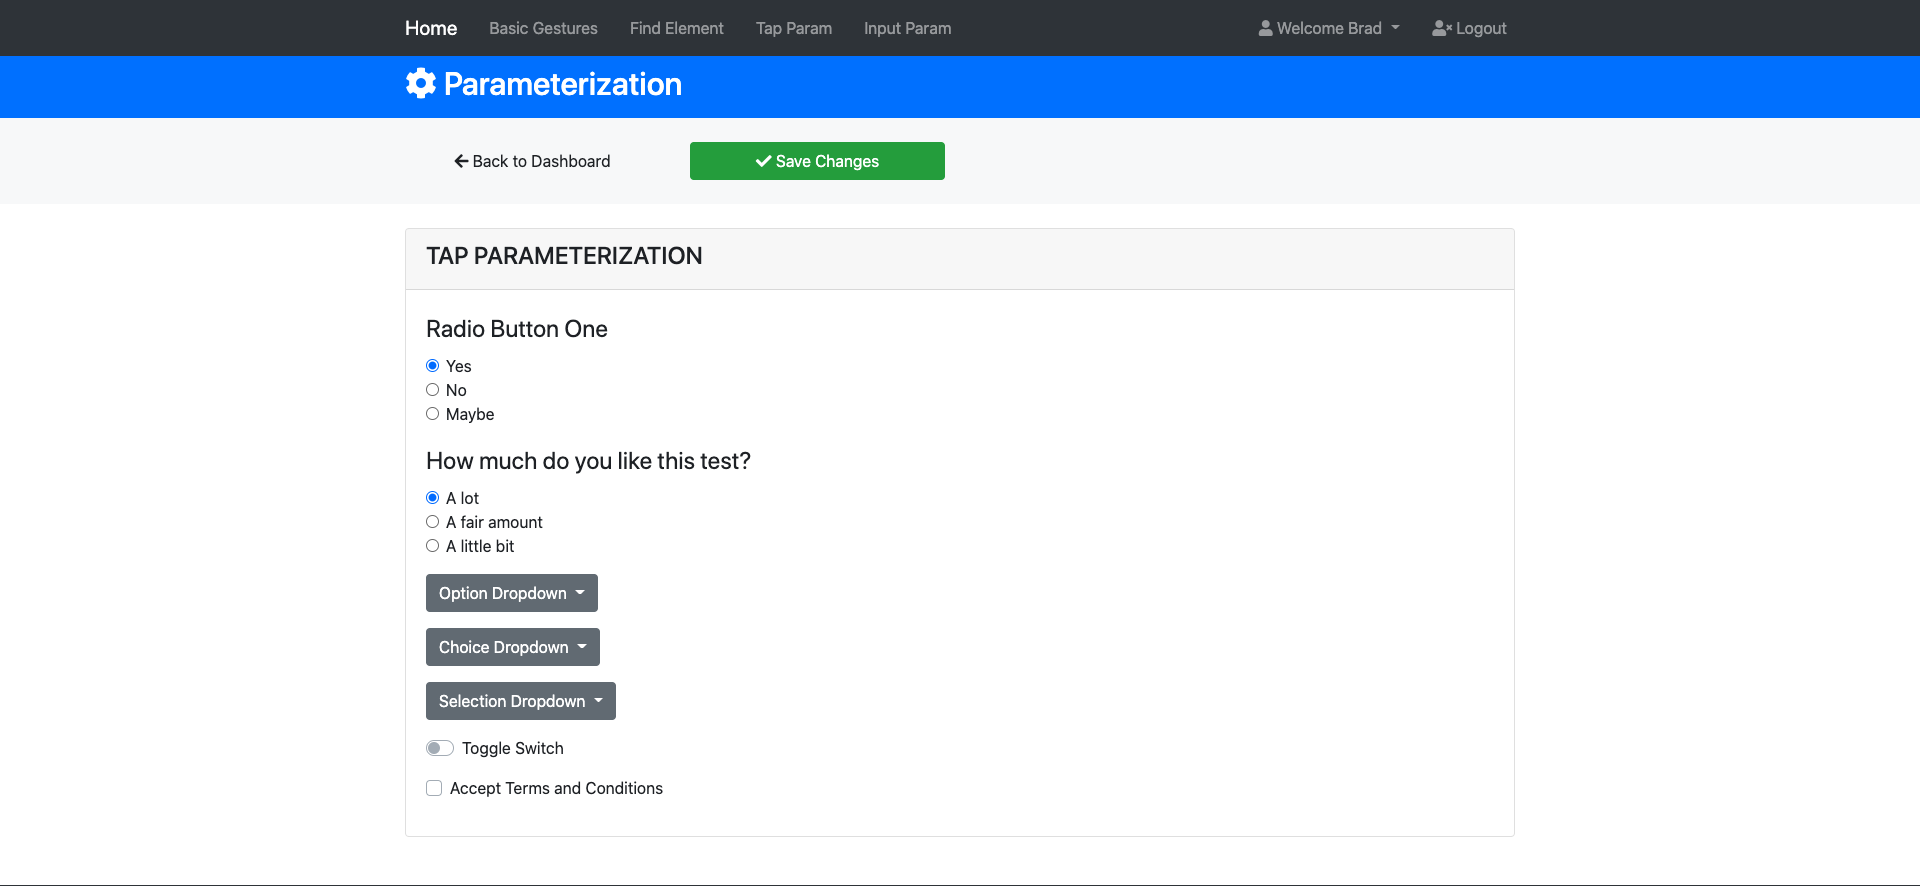 Home Basic Gestures Find Element Tap Param Input Param Welcome Brad Logout
Parameterization
Back to Dashboard Save Changes
TAP PARAMETERIZATION
Radio Button One
Yes
No
Maybe
How much do you like this test?
A lot
A fair amount
A little bit
Option Dropdown
Choice Dropdown
Selection Dropdown
Toggle Switch
Accept Terms and Conditions